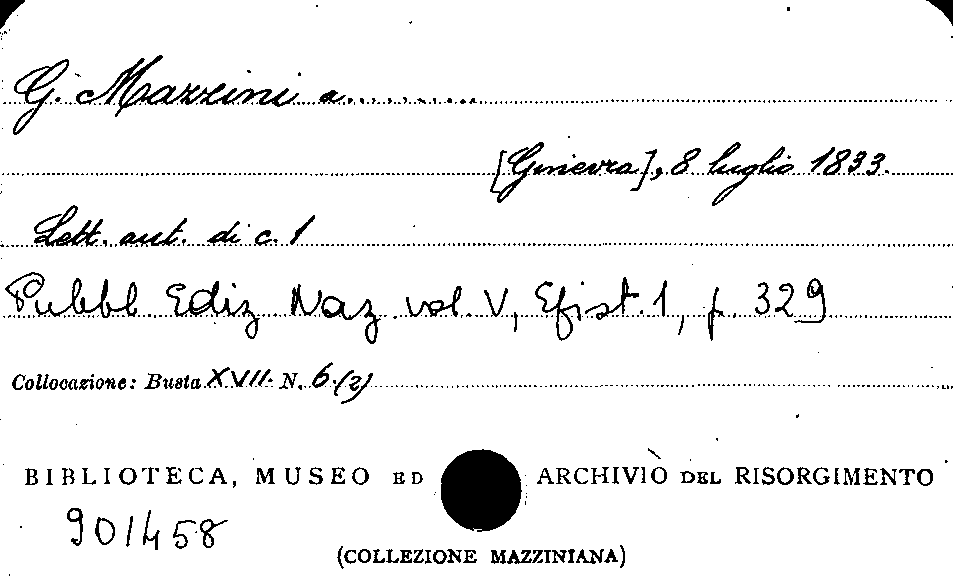 G. Mazzini a...........
[Ginevra], 8 luglio 1833.
Lett. aut. di c. 1
Pubbl. Ediz. Naz. vol. V, Epist. 1, p. 329
Collocazione: Busta XVII. N. 6.(2)
BIBLIOTECA, MUSEO ED ARCHIVIO DEL RISORGIMENTO
901458
(COLLEZIONE MAZZINIANA)